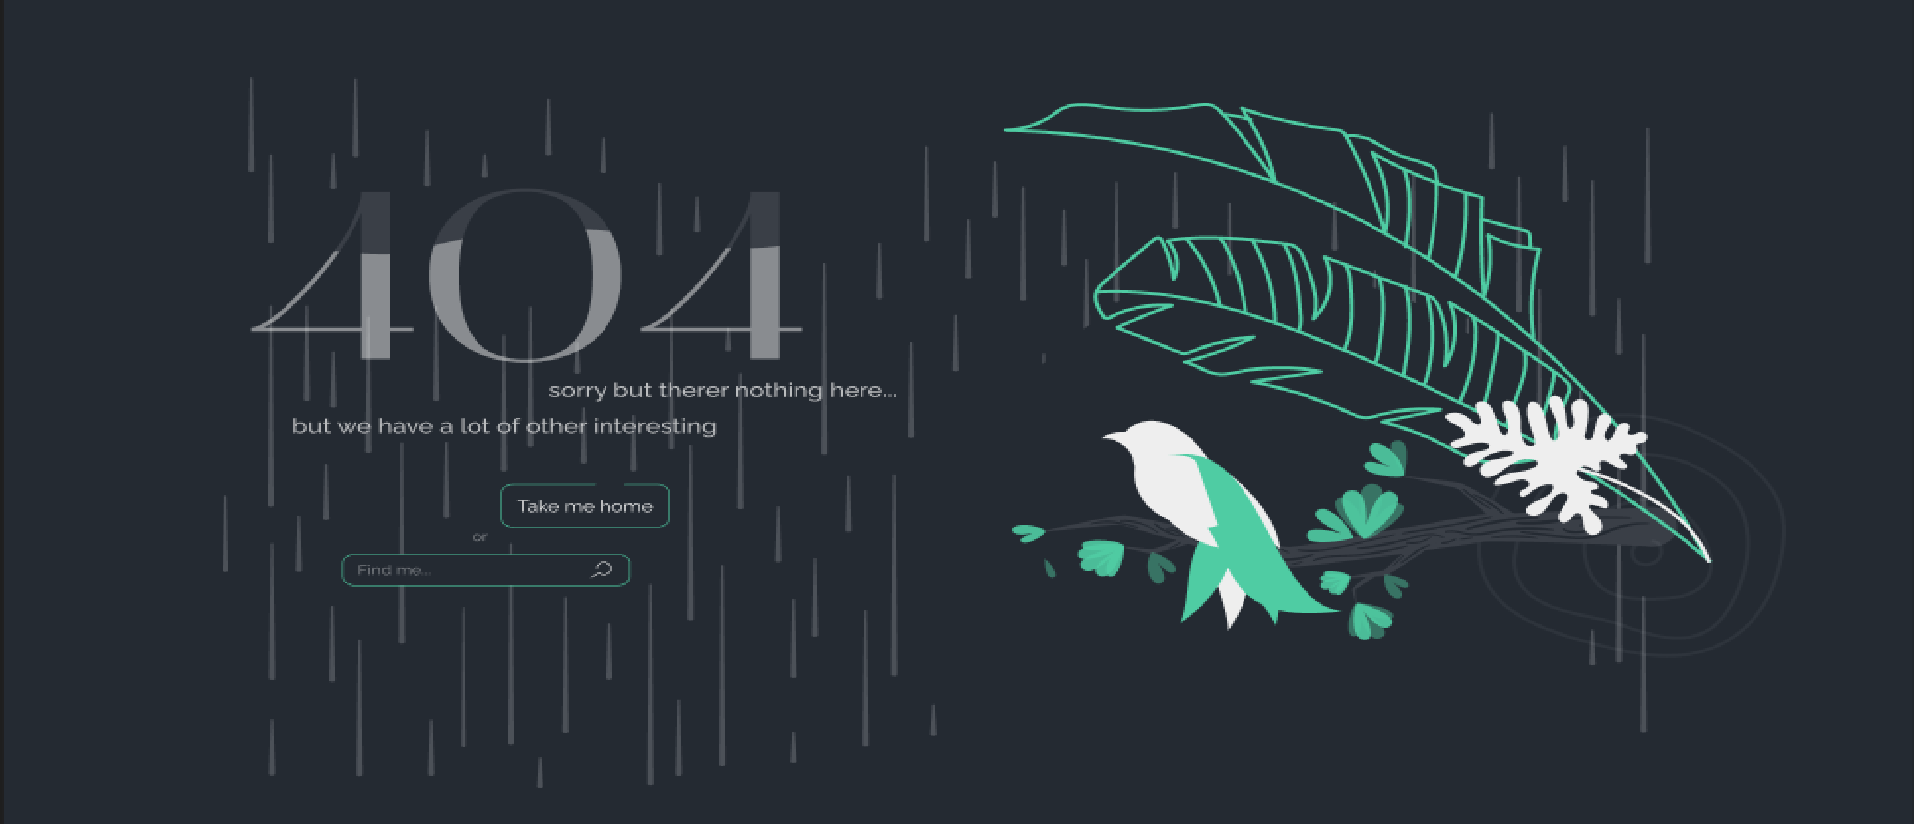 404
sorry but therer nothing here...
but we have a lot of other interesting
Take me home
or
Find me...